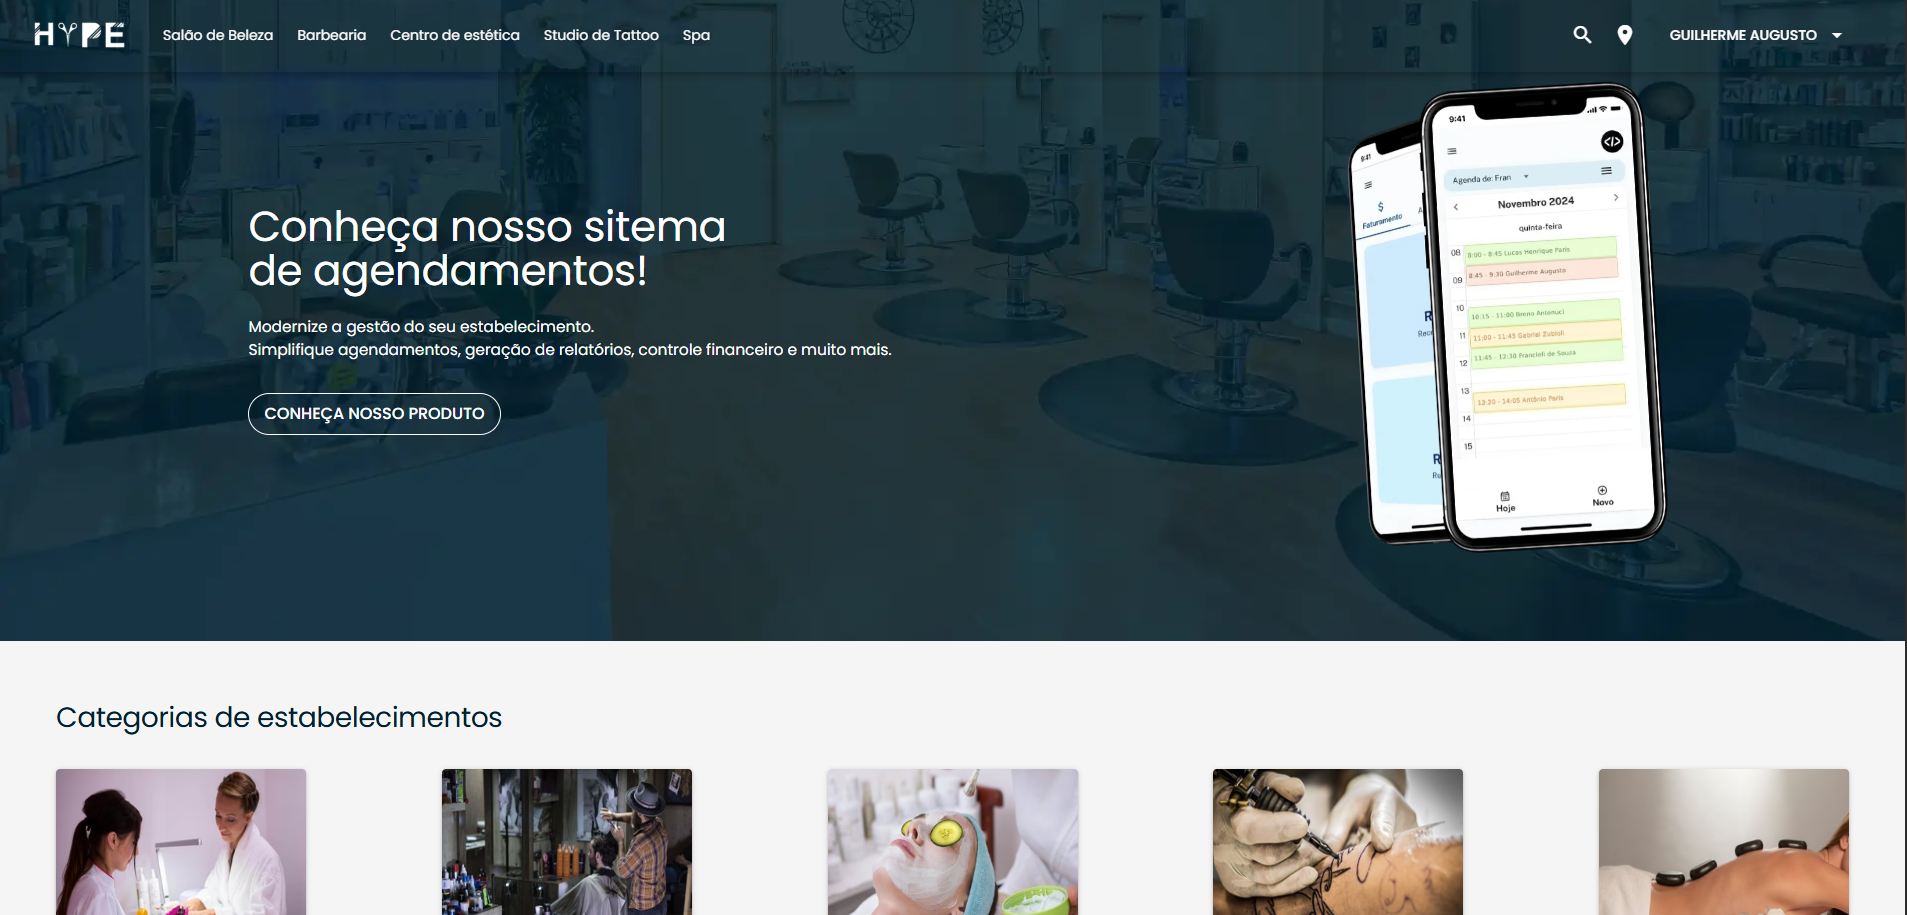 HYPE
Salão de Beleza
Barbearia
Centro de estética
Studio de Tattoo
Spa
GUILHERME AUGUSTO
Conheça nosso sitema
de agendamentos!
Modernize a gestão do seu estabelecimento.
Simplifique agendamentos, geração de relatórios, controle financeiro e muito mais.
CONHEÇA NOSSO PRODUTO
9:41
$
Faturamento
A
R
Rec
R
Re
9:41
</>
Agenda de: Fran
Novembro 2024
quinta-feira
08
8:00 - 8:45 Lucas Henrique Paris
8:45 - 9:30 Guilherme Augusto
09
10
10:15 - 11:00 Breno Antonuci
11
11:00 - 11:45 Gabriel Zubioli
11:45 - 12:30 Francieli de Souza
12
13
13:20 - 14:05 Antônio Paris
14
15
Hoje
Novo
Categorias de estabelecimentos